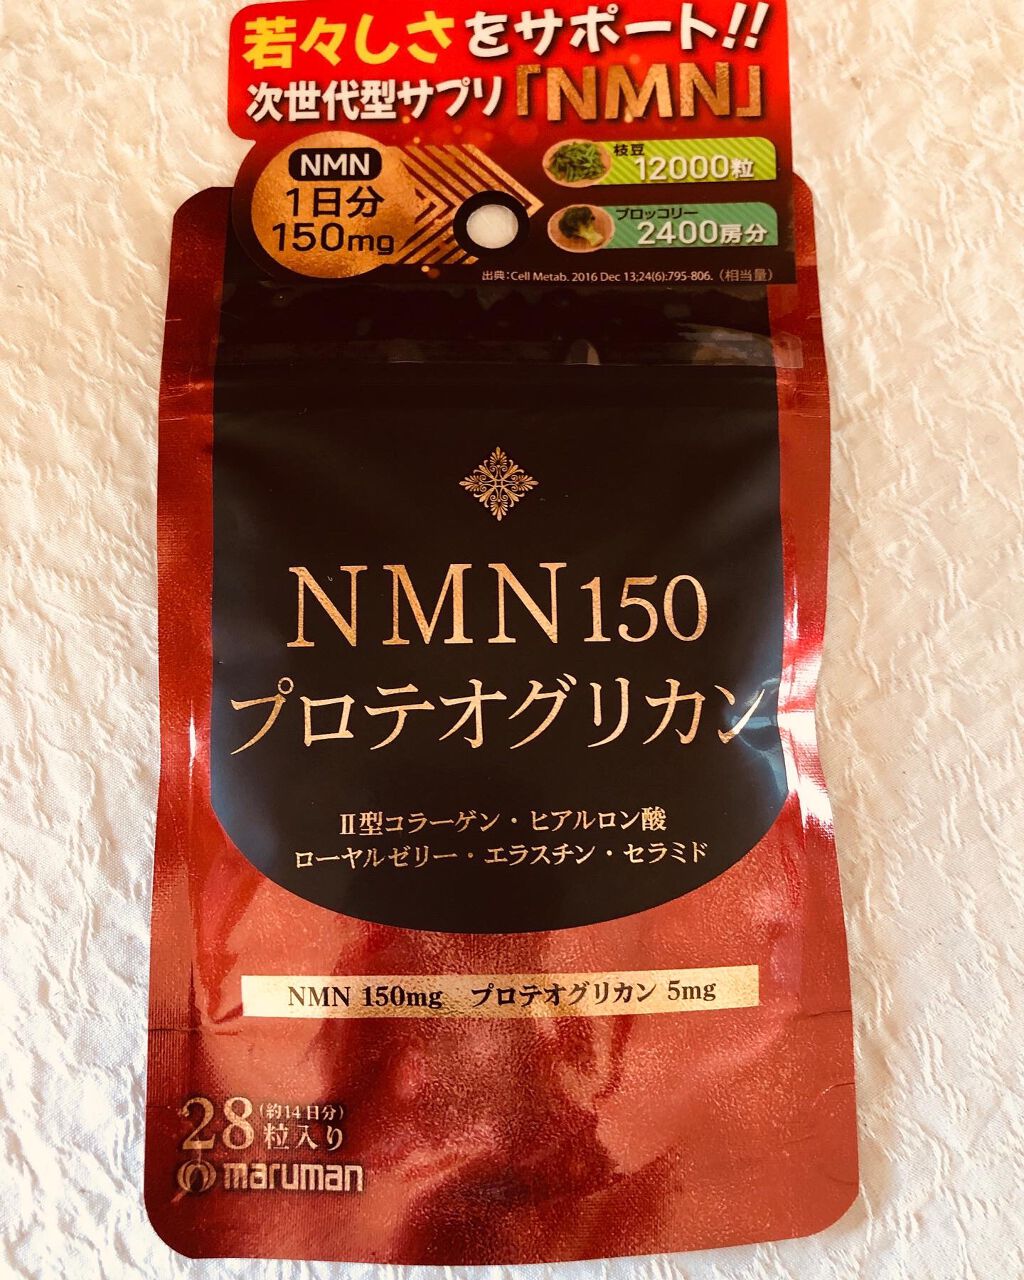 若々しさをサポート!!
次世代型サプリ「NMN」
NMN
1日分
150mg
枝豆
12000粒
ブロッコリー
2400房分
出典:Cell Metab. 2016 Dec 13;24(6):795-806.（相当量）
NMN150
プロテオグリカン
Ⅱ型コラーゲン・ヒアルロン酸
ローヤルゼリー・エラスチン・セラミド
NMN 150mg プロテオグリカン 5mg
28粒入り
(約14日分)
maruman